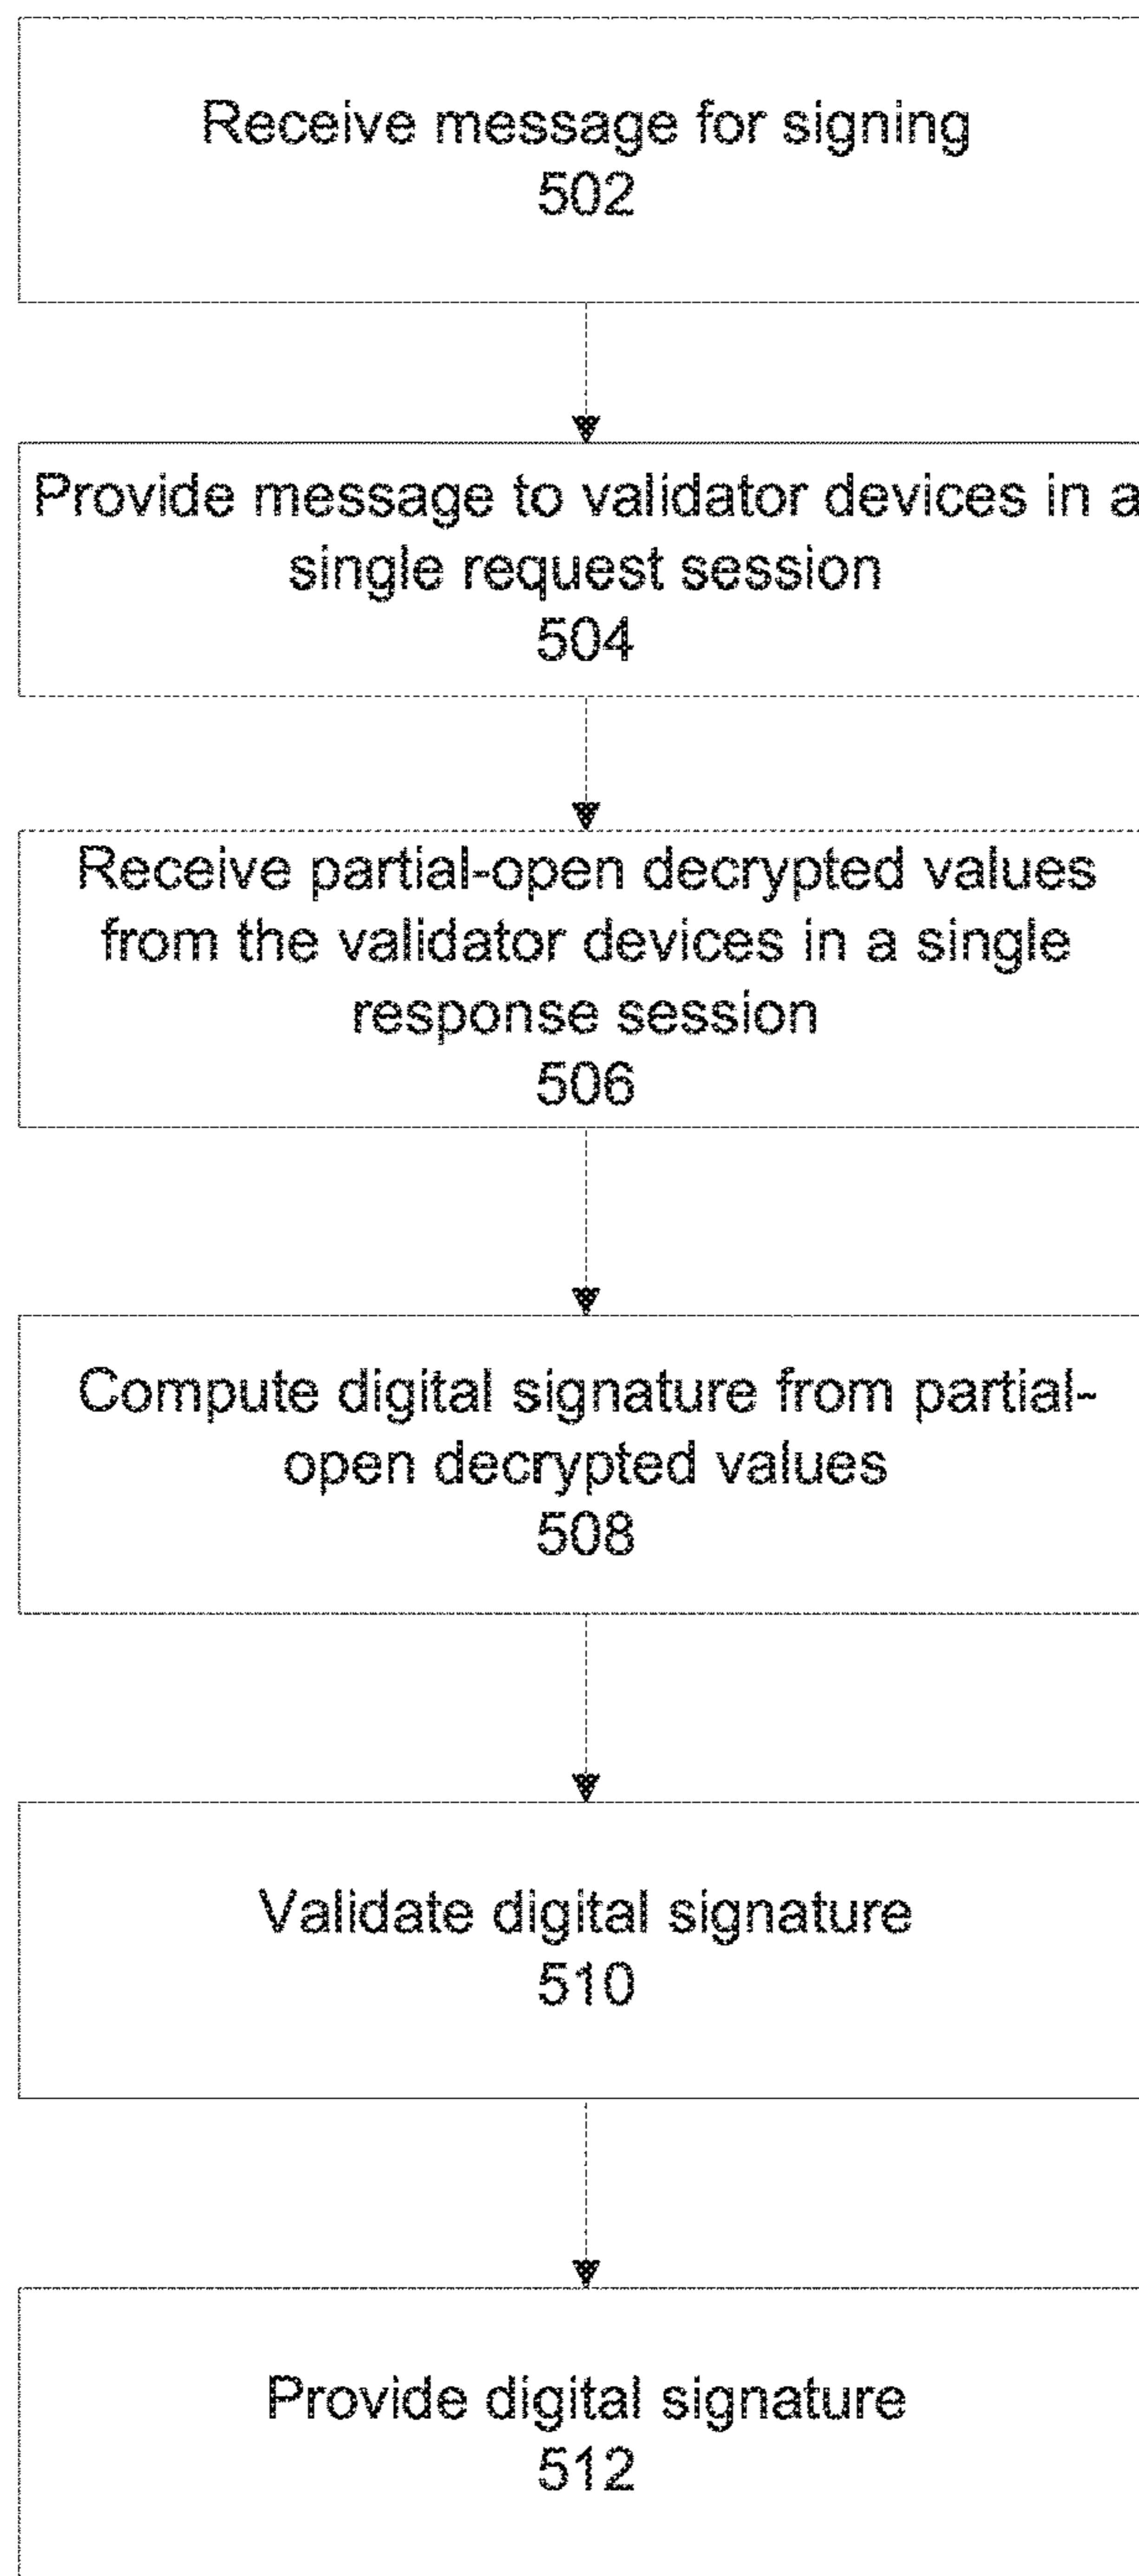 Receive message for signing
502
Provide message to validator devices in a
single request session
504
Receive partial-open decrypted values
from the validator devices in a single
response session
506
Compute digital signature from partial-
open decrypted values
508
Validate digital signature
510
Provide digital signature
512